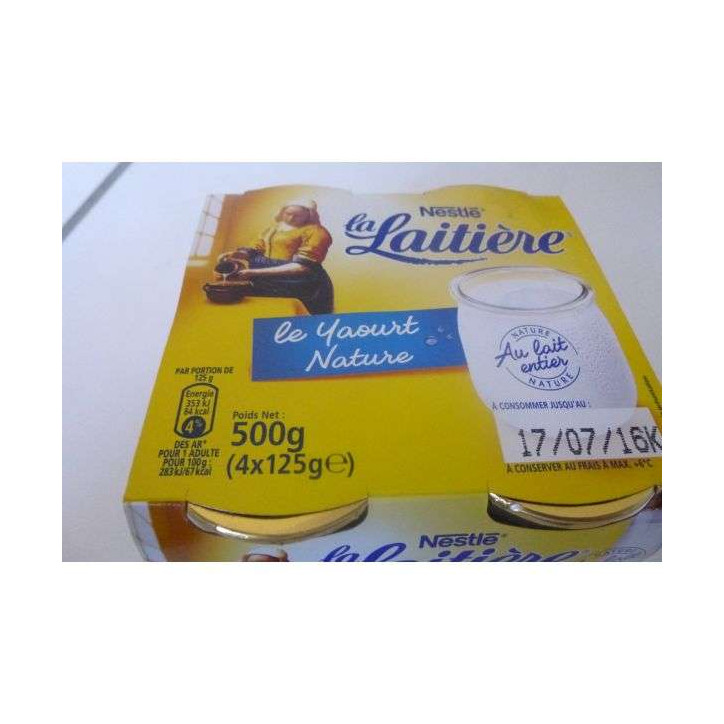 Nestlé
la Laitière
le Yaourt
Nature
NATURE
Au lait
entier
NATURE
PAR PORTION DE
125 g
Energie
353 kJ
84 kcal
4%
DES AR*
POUR 1 ADULTE
POUR 100g :
283 kJ/67 kcal
Poids Net :
500g
(4x125g℮)
À CONSOMMER JUSQU'AU :
17/07/16K
À CONSERVER AU FRAIS À MAX. +6°C
Nestlé
la Laitière